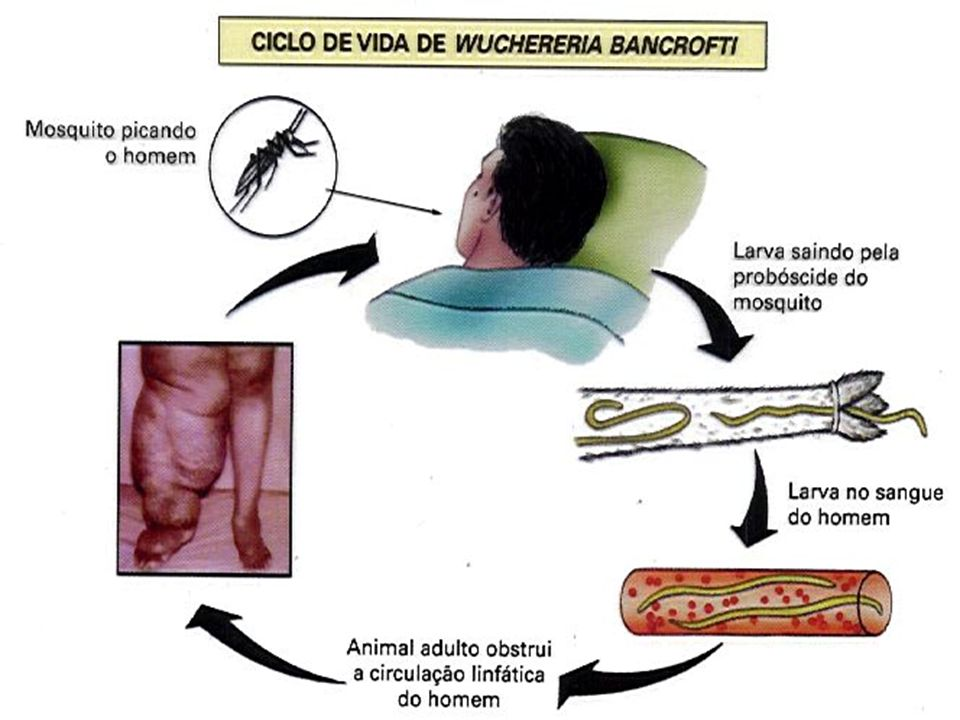 CICLO DE VIDA DE WUCHERERIA BANCROFTI
Mosquito picando
o homem
Larva saindo pela
probóscide do
mosquito
Larva no sangue
do homem
Animal adulto obstrui
a circulação linfática
do homem